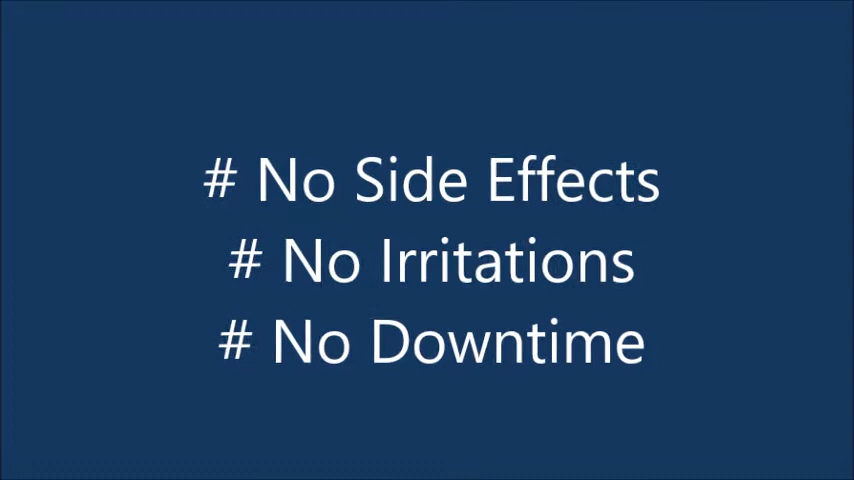 # No Side Effects
# No Irritations
# No Downtime